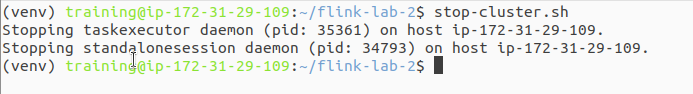 (venv) training@ip-172-31-29-109:~/flink-lab-2$ stop-cluster.sh
Stopping taskexecutor daemon (pid: 35361) on host ip-172-31-29-109.
Stopping standalonesession daemon (pid: 34793) on host ip-172-31-29-109.
(venv) training@ip-172-31-29-109:~/flink-lab-2$